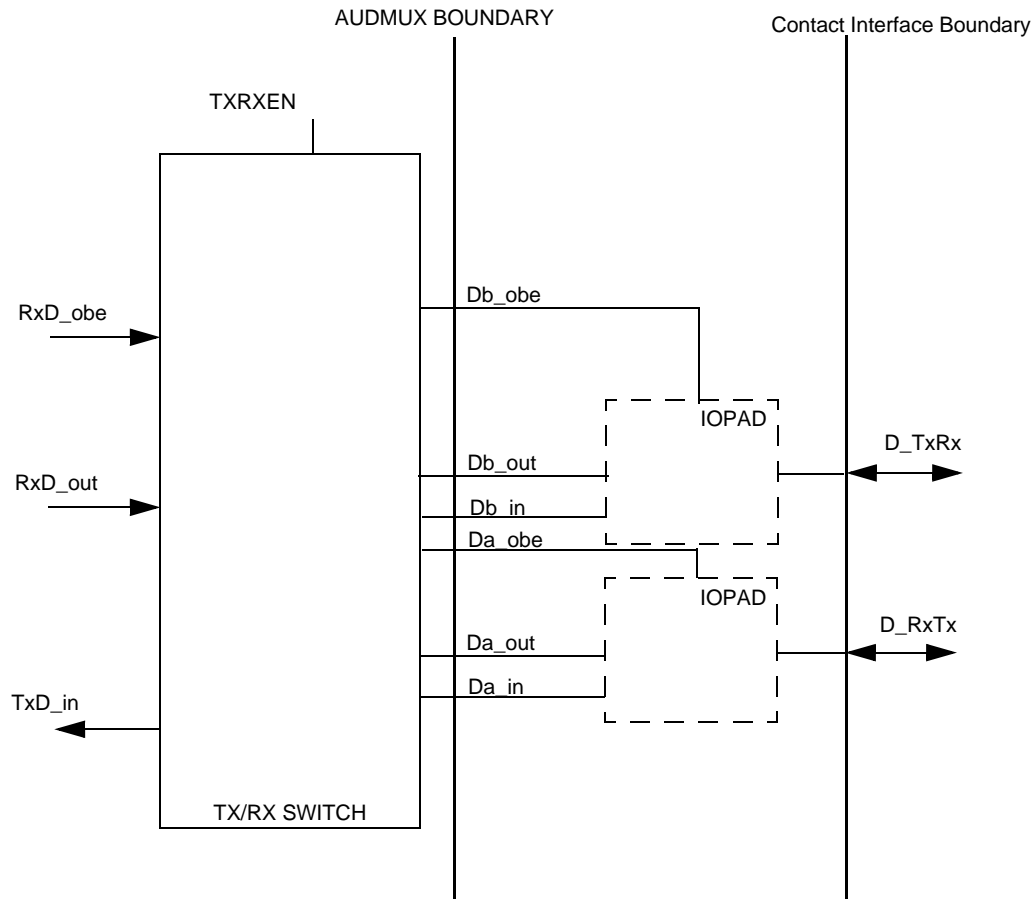 AUDMUX BOUNDARY
Contact Interface Boundary
TXRXEN
Db_obe
RxD_obe
IOPAD
D_TxRx
Db_out
RxD_out
Db_in
Da_obe
IOPAD
D_RxTx
Da_out
Da_in
TxD_in
TX/RX SWITCH